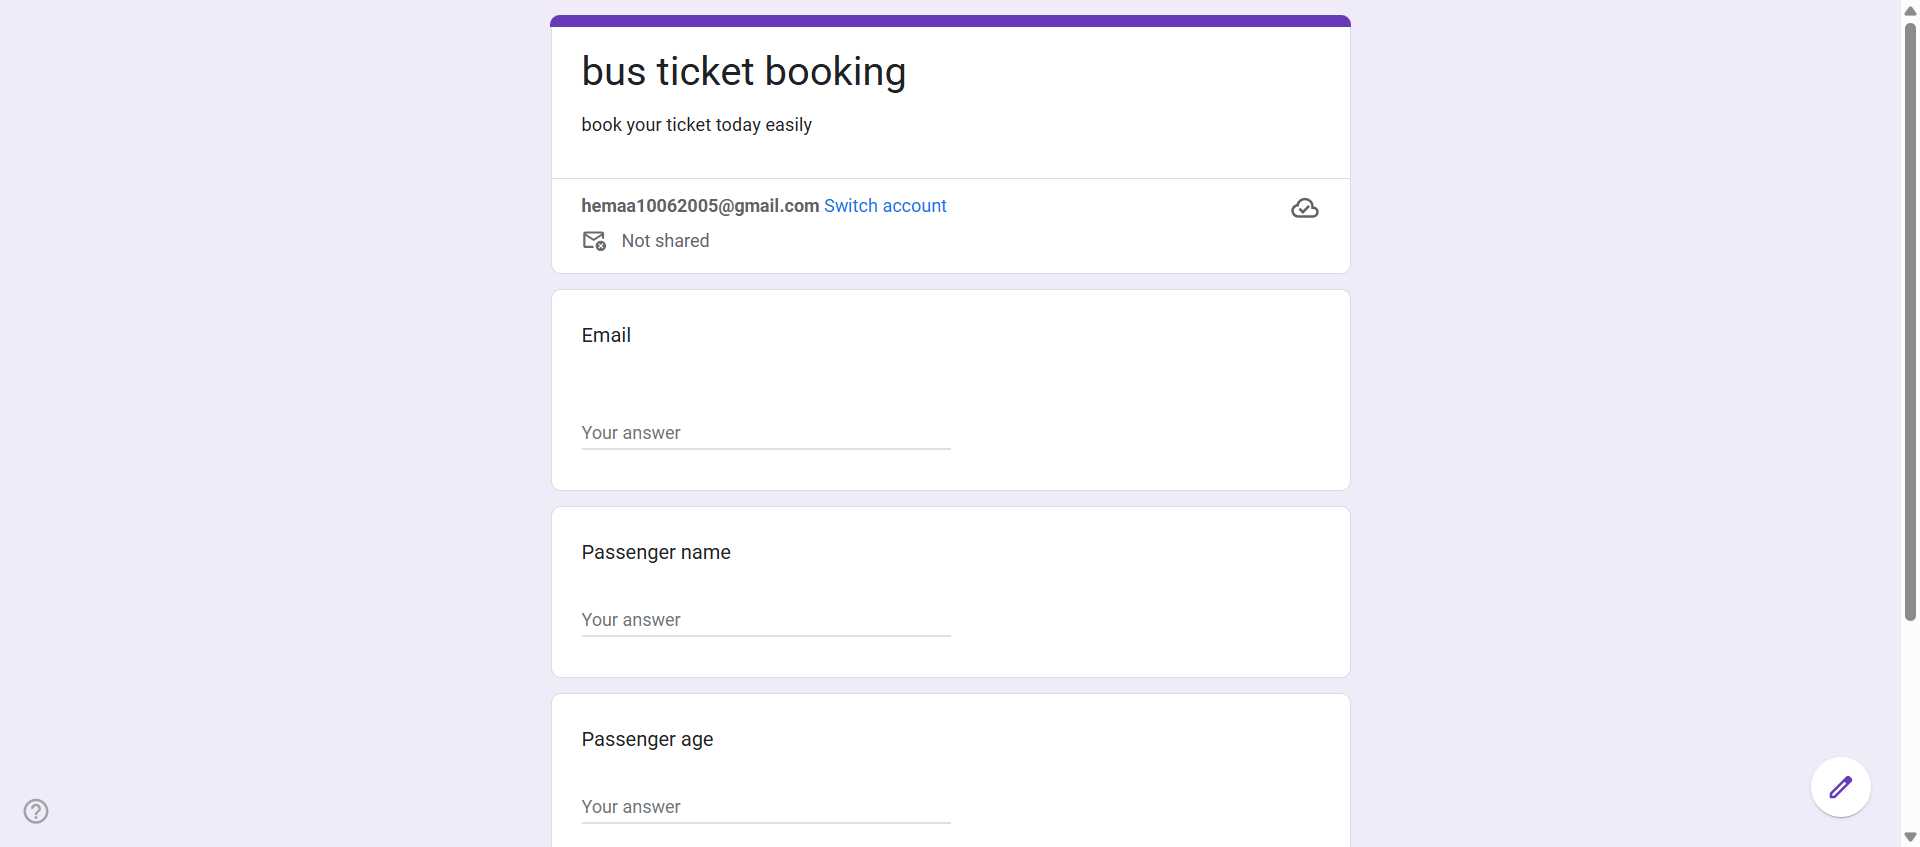 bus ticket booking
book your ticket today easily
hemaa10062005@gmail.com Switch account
Not shared
Email
Your answer
Passenger name
Your answer
Passenger age
Your answer